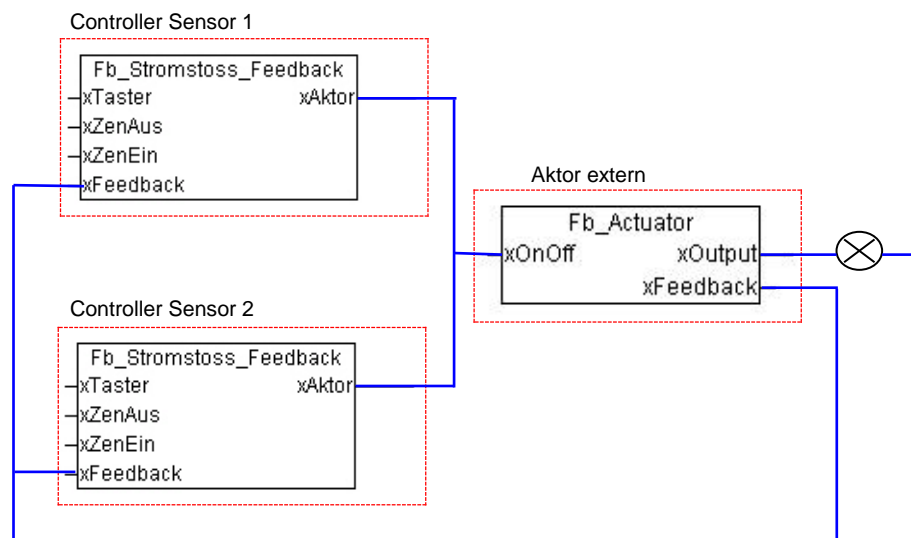 Controller Sensor 1
Fb_Stromstoss_Feedback
xTaster xAktor
xZenAus
xZenEin
xFeedback
Aktor extern
Fb_Actuator
xOnOff xOutput
xFeedback
Controller Sensor 2
Fb_Stromstoss_Feedback
xTaster xAktor
xZenAus
xZenEin
xFeedback